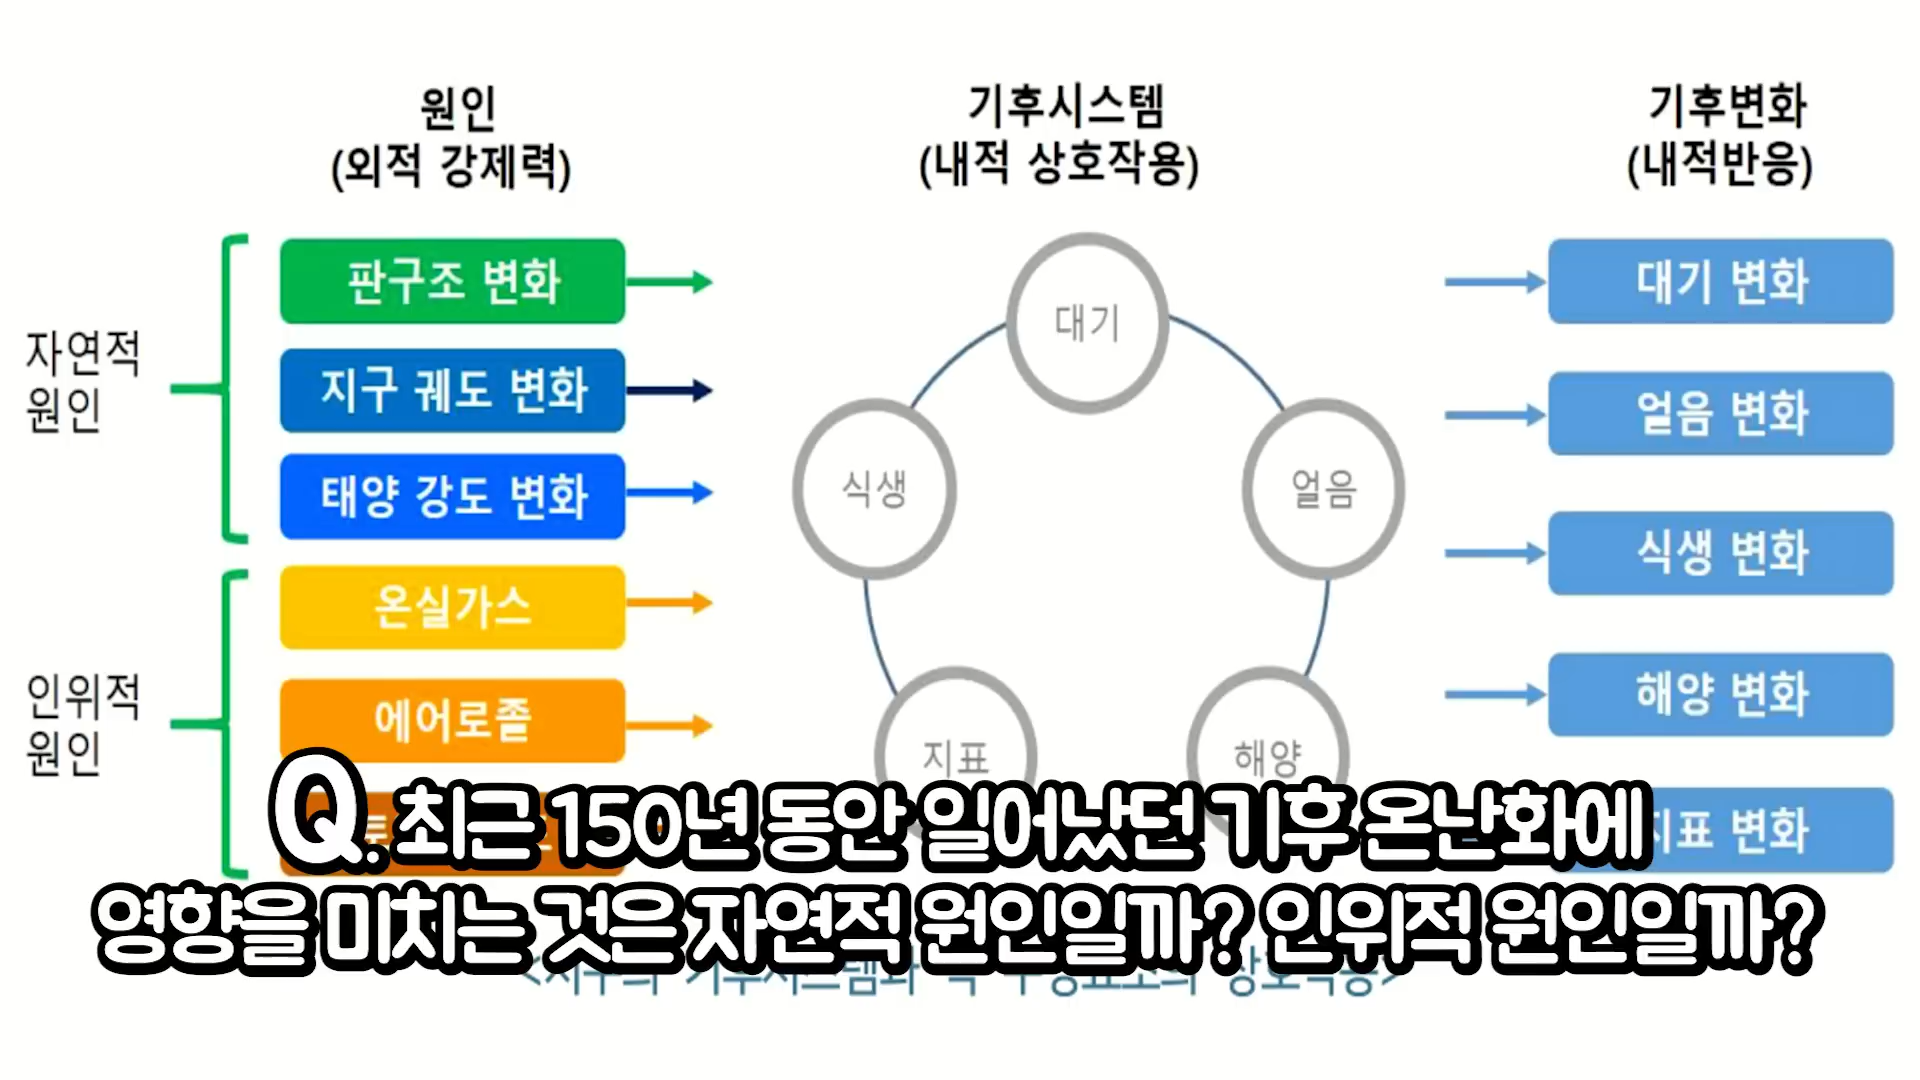 원인
(외적 강제력)
기후시스템
(내적 상호작용)
기후변화
(내적반응)
자연적
원인
판구조 변화
지구 궤도 변화
태양 강도 변화
인위적
원인
온실가스
에어로졸
대기
식생
얼음
지표
해양
대기 변화
얼음 변화
식생 변화
해양 변화
지표 변화
Q. 최근 150년 동안 일어났던 기후 온난화에
영향을 미치는 것은 자연적 원인일까? 인위적 원인일까?